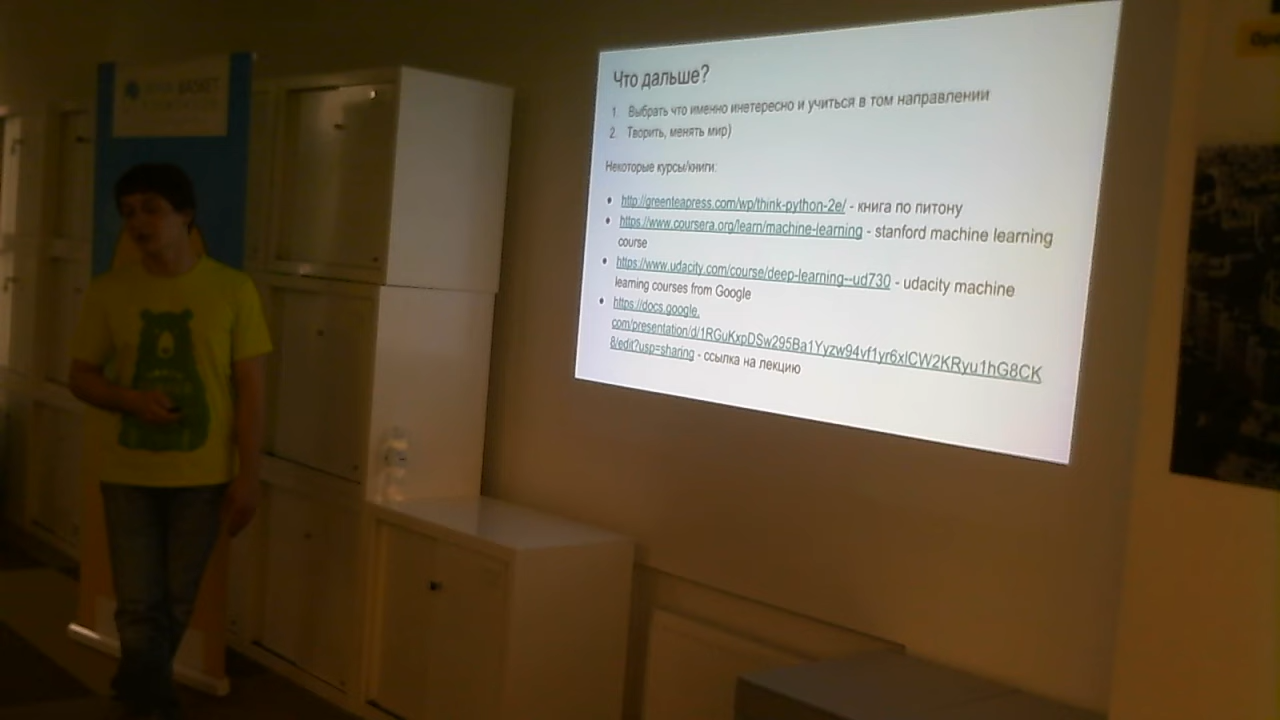 Что дальше?
1. Выбрать что именно инетересно и учиться в том направлении
2. Творить, менять мир)
Некоторые курсы/книги:
● http://greenteapress.com/wp/think-python-2e/ - книга по питону
● https://www.coursera.org/learn/machine-learning - stanford machine learning
course
● https://www.udacity.com/course/deep-learning--ud730 - udacity machine
learning courses from Google
● https://docs.google.
com/presentation/d/1RGuKxpDSw295Ba1Yyzw94vf1yr6xlCW2KRyu1hG8CK
8/edit?usp=sharing - ссылка на лекцию